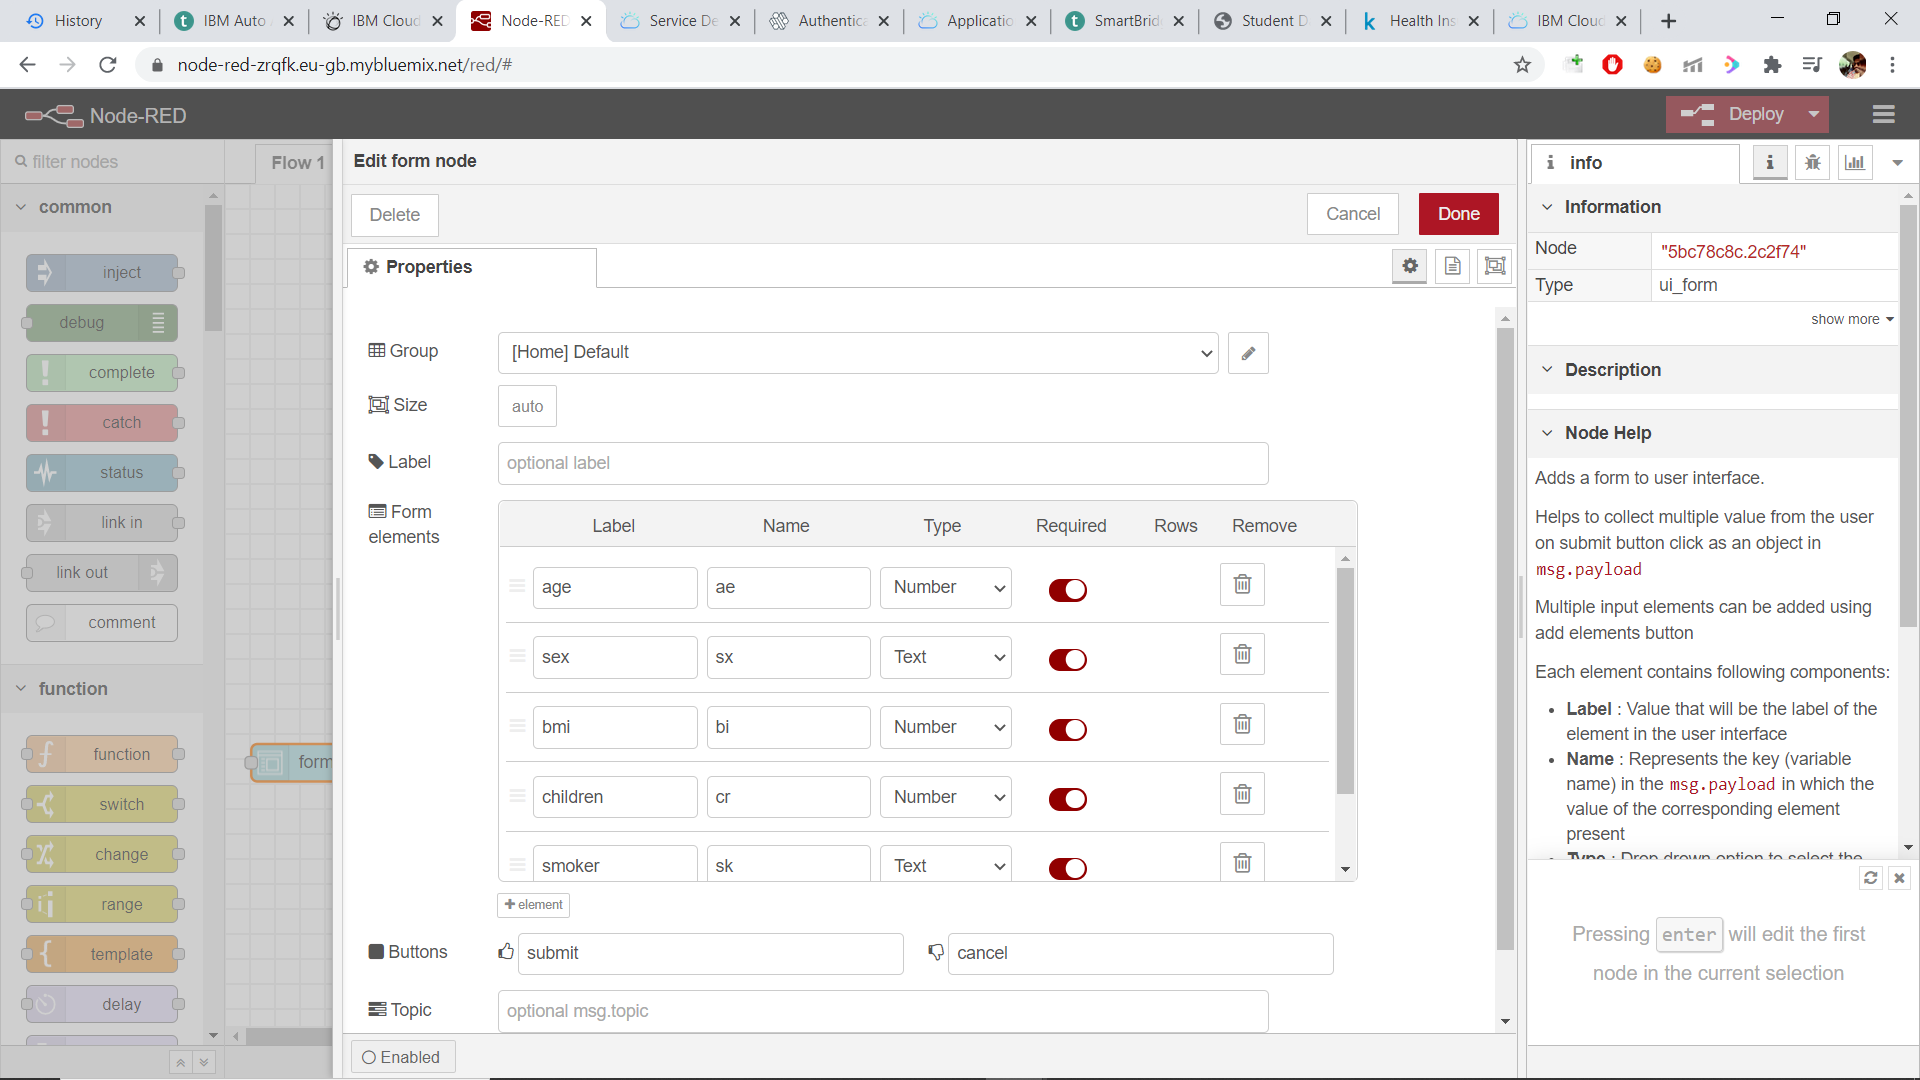 History
IBM Auto
IBM Cloud
Node-RED
Service De
Authentica
Applicatio
SmartBrid
Student D
Health Ins
IBM Cloud
node-red-zrqfk.eu-gb.mybluemix.net/red/#
Node-RED
Deploy
filter nodes
Flow 1
common
inject
debug
complete
catch
status
link in
link out
comment
function
function
switch
change
range
template
delay
form
Edit form node
Delete
Cancel
Done
Properties
Group
[Home] Default
Size
auto
Label
optional label
Form elements
Label Name Type Required Rows Remove
age ae Number
sex sx Text
bmi bi Number
children cr Number
smoker sk Text
+ element
Buttons
submit
cancel
Topic
optional msg.topic
Enabled
info
Information
Node "5bc78c8c.2c2f74"
Type ui_form
show more
Description
Node Help
Adds a form to user interface.
Helps to collect multiple value from the user
on submit button click as an object in
msg.payload
Multiple input elements can be added using
add elements button
Each element contains following components:
• Label : Value that will be the label of the
element in the user interface
• Name : Represents the key (variable
name) in the msg.payload in which the
value of the corresponding element
present
• Type : Drop drown option to select the
Pressing enter will edit the first
node in the current selection